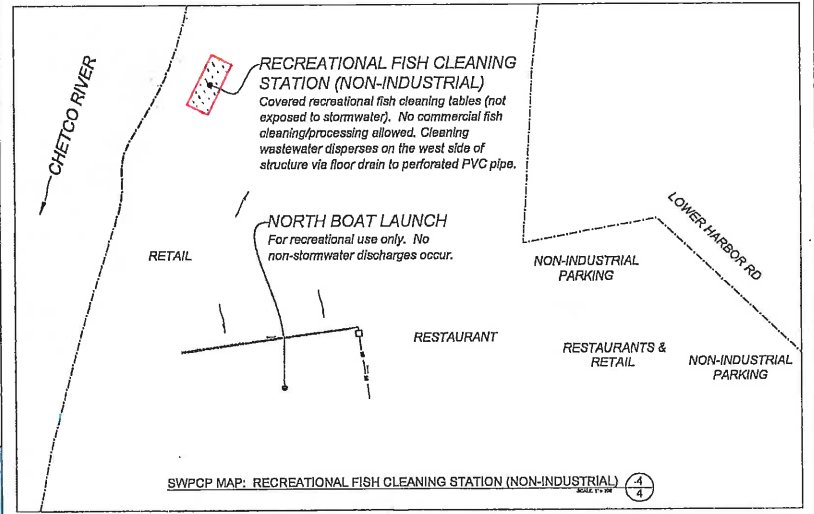 CHETCO RIVER
RECREATIONAL FISH CLEANING
STATION (NON-INDUSTRIAL)
Covered recreational fish cleaning tables (not
exposed to stormwater). No commercial fish
cleaning/processing allowed. Cleaning
wastewater disperses on the west side of
structure via floor drain to perforated PVC pipe.
NORTH BOAT LAUNCH
For recreational use only. No
non-stormwater discharges occur.
RETAIL
LOWER HARBOR RD
NON-INDUSTRIAL
PARKING
RESTAURANT
RESTAURANTS &
RETAIL
NON-INDUSTRIAL
PARKING
SWPCP MAP: RECREATIONAL FISH CLEANING STATION (NON-INDUSTRIAL)
4
4